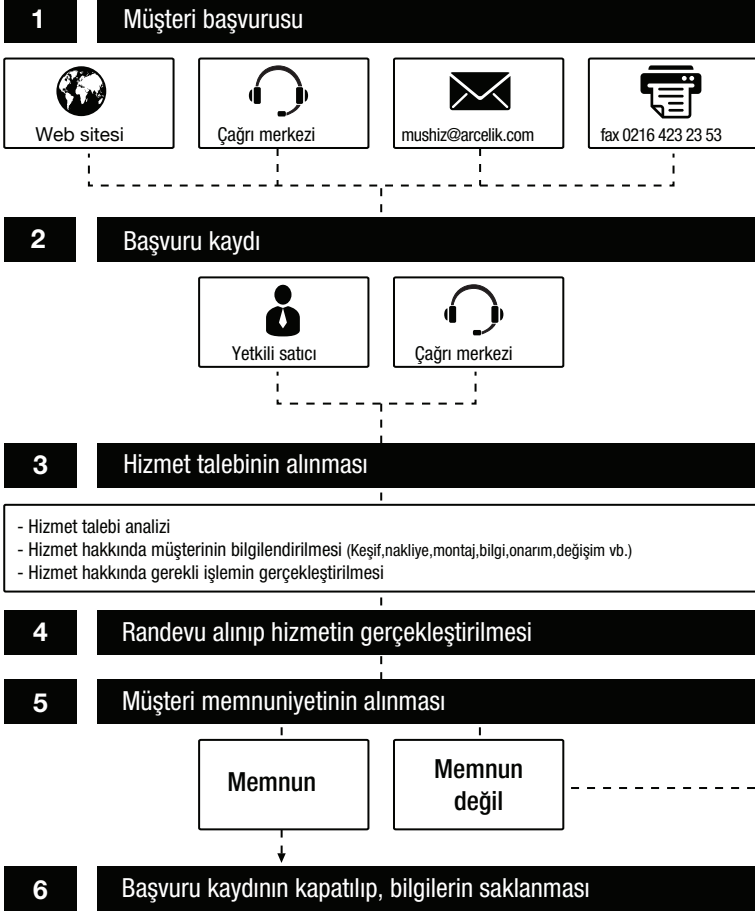 1 Müşteri başvurusu
Web sitesi
Çağrı merkezi
mushiz@arcelik.com
fax 0216 423 23 53
2 Başvuru kaydı
Yetkili satıcı
Çağrı merkezi
3 Hizmet talebinin alınması
- Hizmet talebi analizi
- Hizmet hakkında müşterinin bilgilendirilmesi (Keşif,nakliye,montaj,bilgi,onarım,değişim vb.)
- Hizmet hakkında gerekli işlemin gerçekleştirilmesi
4 Randevu alınıp hizmetin gerçekleştirilmesi
5 Müşteri memnuniyetinin alınması
Memnun
Memnun
değil
6 Başvuru kaydının kapatılıp, bilgilerin saklanması